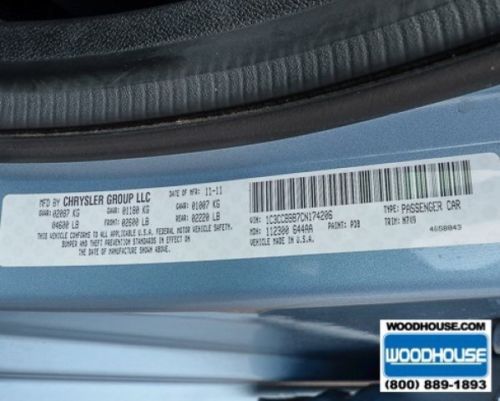 MFD BY CHRYSLER GROUP LLC DATE OF MFR: 11-11
GVWR: 02087 KG GAWR: 01180 KG GAWR: 01007 KG
04600 LB FRONT: 02600 LB REAR: 02220 LB
THIS VEHICLE CONFORMS TO ALL APPLICABLE U.S.A. FEDERAL MOTOR VEHICLE SAFETY,
BUMPER AND THEFT PREVENTION STANDARDS IN EFFECT ON
THE DATE OF MANUFACTURE SHOWN ABOVE.
VIN: 1C3CCBBB7CN174206 TYPE: PASSENGER CAR
MDH: 112300 644AA PAINT: PDB TRIM: M7V9
VEHICLE MADE IN U.S.A. 4658843
WOODHOUSE.COM
WOODHOUSE
(800) 889-1893